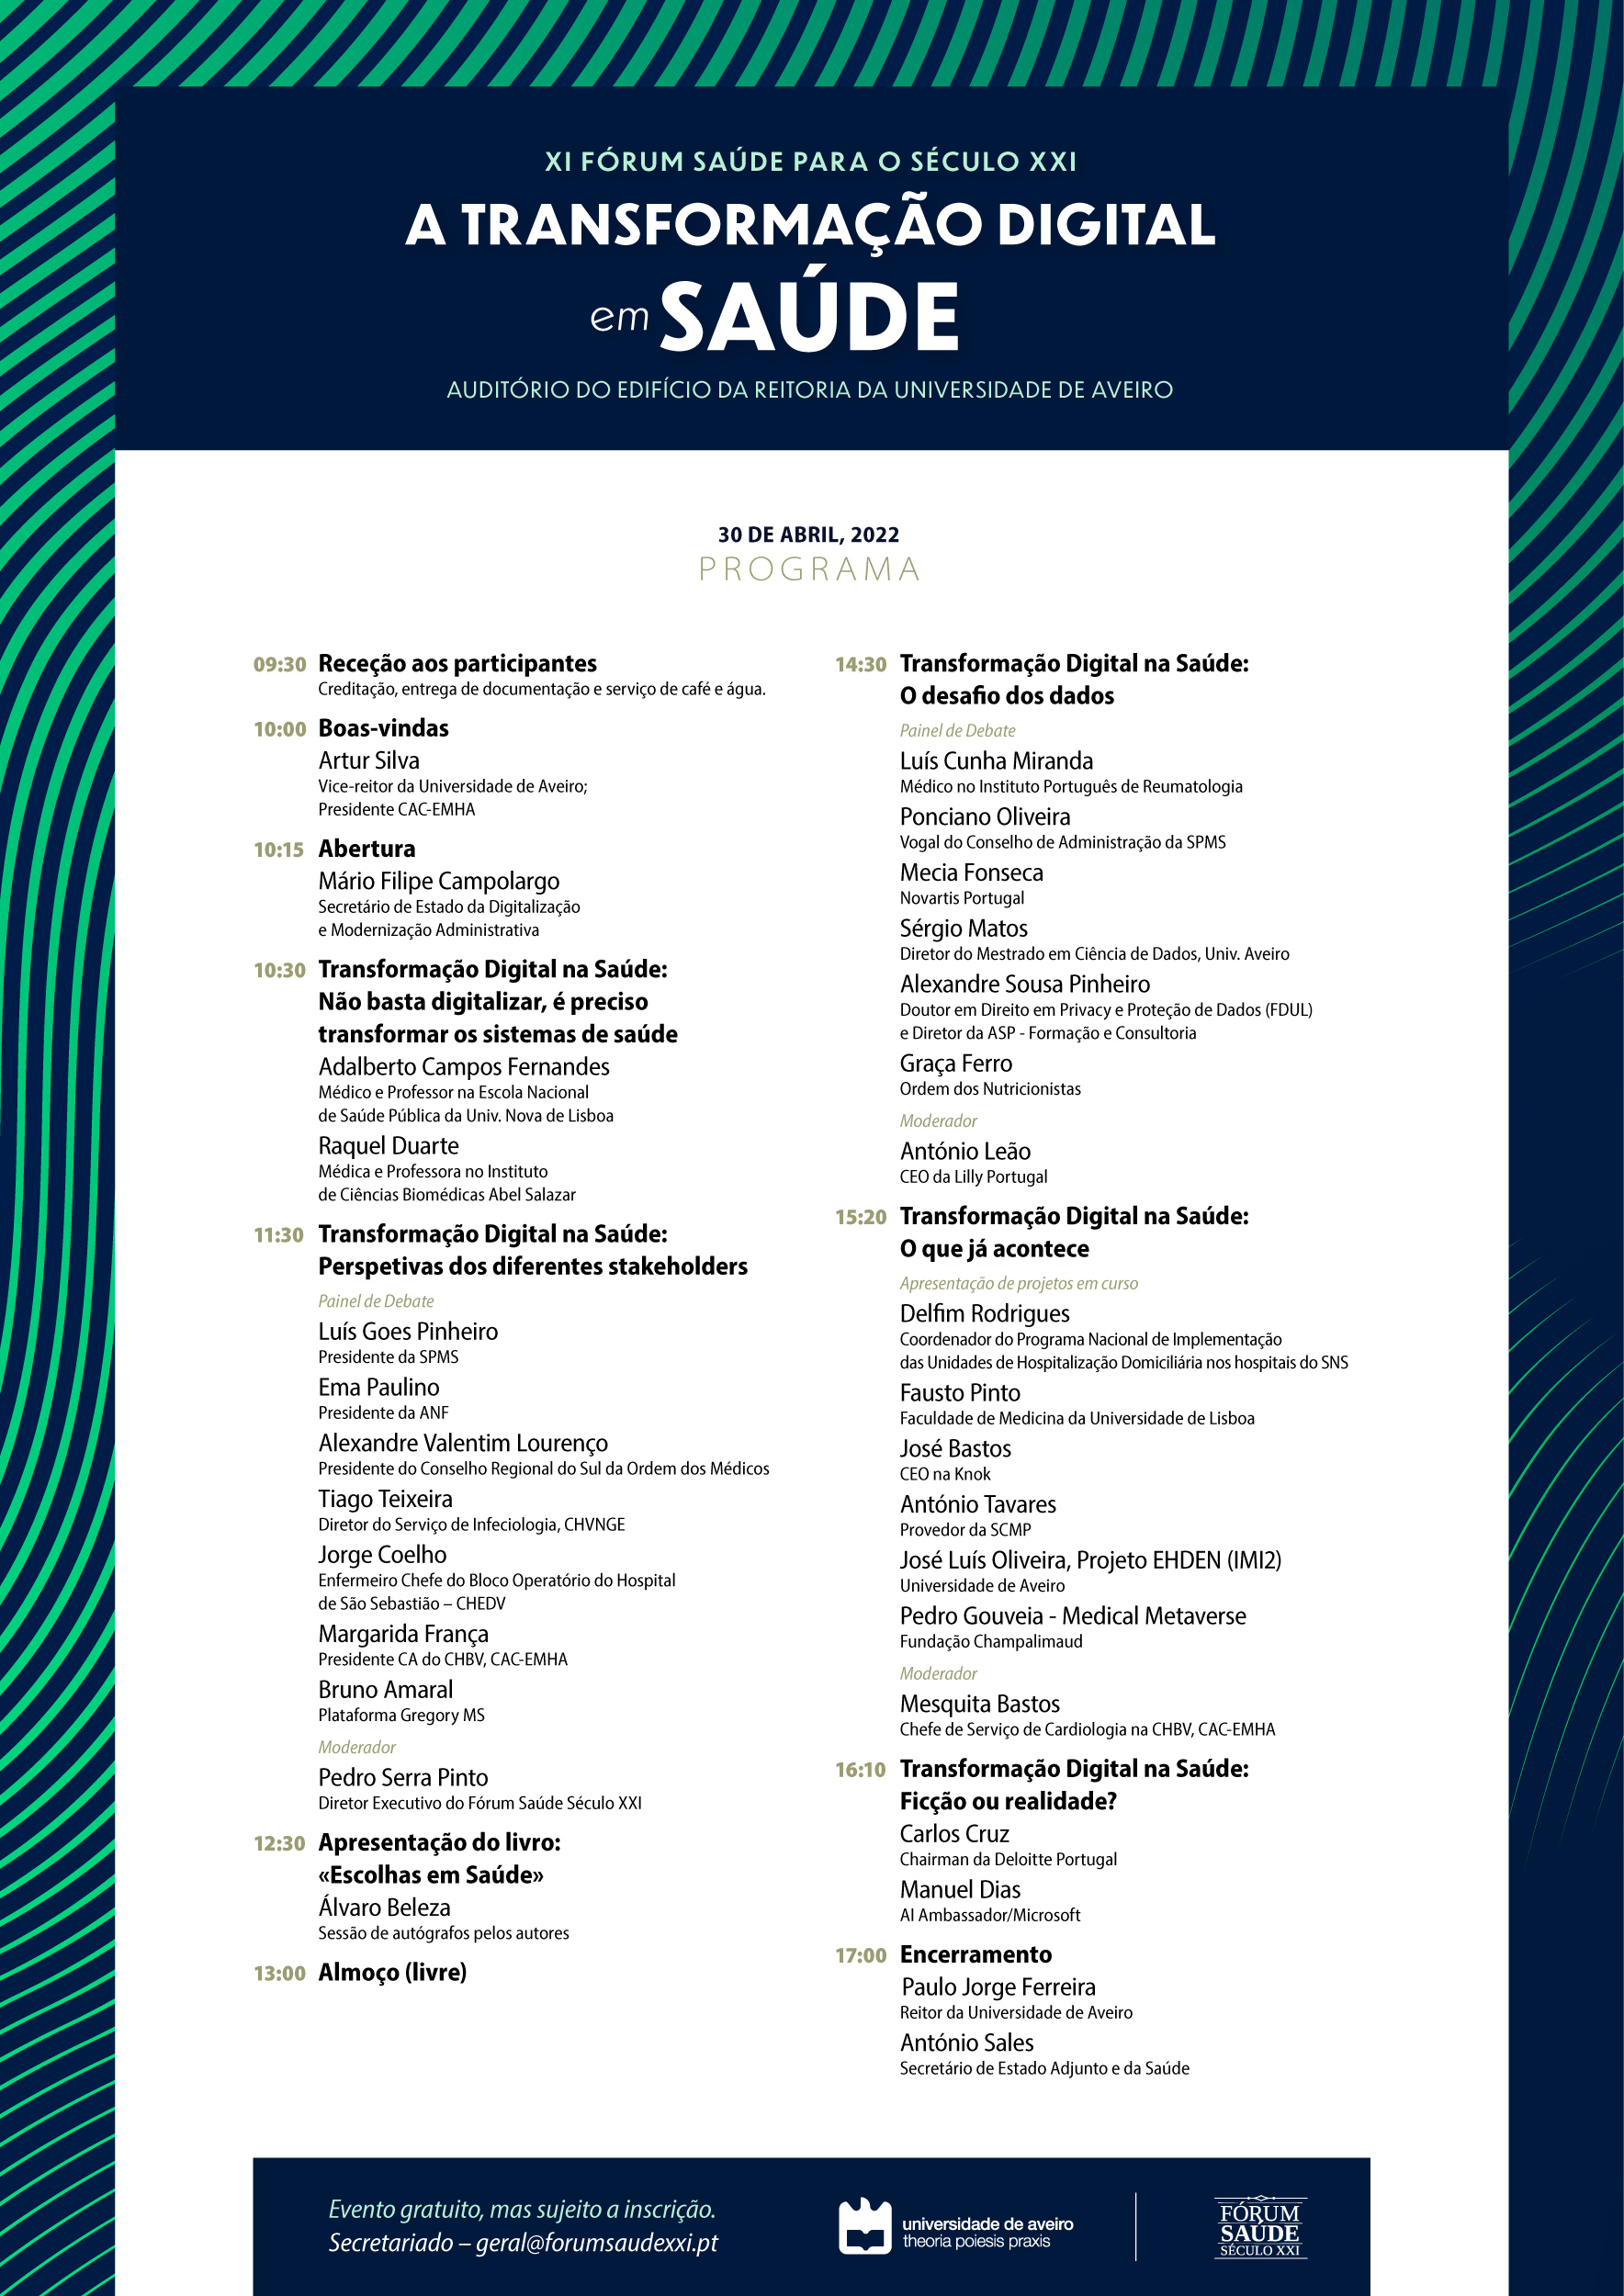 XI FÓRUM SAÚDE PARA O SÉCULO XXI
A TRANSFORMAÇÃO DIGITAL
em SAÚDE
AUDITÓRIO DO EDIFÍCIO DA REITORIA DA UNIVERSIDADE DE AVEIRO
30 DE ABRIL, 2022
PROGRAMA
09:30 Receção aos participantes
Creditação, entrega de documentação e serviço de café e água.
10:00 Boas-vindas
Artur Silva
Vice-reitor da Universidade de Aveiro;
Presidente CAC-EMHA
10:15 Abertura
Mário Filipe Campolargo
Secretário de Estado da Digitalização
e Modernização Administrativa
10:30 Transformação Digital na Saúde:
Não basta digitalizar, é preciso
transformar os sistemas de saúde
Adalberto Campos Fernandes
Médico e Professor na Escola Nacional
de Saúde Pública da Univ. Nova de Lisboa
Raquel Duarte
Médica e Professora no Instituto
de Ciências Biomédicas Abel Salazar
11:30 Transformação Digital na Saúde:
Perspetivas dos diferentes stakeholders
Painel de Debate
Luís Goes Pinheiro
Presidente da SPMS
Ema Paulino
Presidente da ANF
Alexandre Valentim Lourenço
Presidente do Conselho Regional do Sul da Ordem dos Médicos
Tiago Teixeira
Diretor do Serviço de Infeciologia, CHVNGE
Jorge Coelho
Enfermeiro Chefe do Bloco Operatório do Hospital
de São Sebastião – CHEDV
Margarida França
Presidente CA do CHBV, CAC-EMHA
Bruno Amaral
Plataforma Gregory MS
Moderador
Pedro Serra Pinto
Diretor Executivo do Fórum Saúde Século XXI
12:30 Apresentação do livro:
«Escolhas em Saúde»
Álvaro Beleza
Sessão de autógrafos pelos autores
13:00 Almoço (livre)
14:30 Transformação Digital na Saúde:
O desafio dos dados
Painel de Debate
Luís Cunha Miranda
Médico no Instituto Português de Reumatologia
Ponciano Oliveira
Vogal do Conselho de Administração da SPMS
Mecia Fonseca
Novartis Portugal
Sérgio Matos
Diretor do Mestrado em Ciência de Dados, Univ. Aveiro
Alexandre Sousa Pinheiro
Doutor em Direito em Privacy e Proteção de Dados (FDUL)
e Diretor da ASP - Formação e Consultoria
Graça Ferro
Ordem dos Nutricionistas
Moderador
António Leão
CEO da Lilly Portugal
15:20 Transformação Digital na Saúde:
O que já acontece
Apresentação de projetos em curso
Delfim Rodrigues
Coordenador do Programa Nacional de Implementação
das Unidades de Hospitalização Domiciliária nos hospitais do SNS
Fausto Pinto
Faculdade de Medicina da Universidade de Lisboa
José Bastos
CEO na Knok
António Tavares
Provedor da SCMP
José Luís Oliveira, Projeto EHDEN (IMI2)
Universidade de Aveiro
Pedro Gouveia - Medical Metaverse
Fundação Champalimaud
Moderador
Mesquita Bastos
Chefe de Serviço de Cardiologia na CHBV, CAC-EMHA
16:10 Transformação Digital na Saúde:
Ficção ou realidade?
Carlos Cruz
Chairman da Deloitte Portugal
Manuel Dias
AI Ambassador/Microsoft
17:00 Encerramento
Paulo Jorge Ferreira
Reitor da Universidade de Aveiro
António Sales
Secretário de Estado Adjunto e da Saúde
Evento gratuito, mas sujeito a inscrição.
Secretariado – geral@forumsaudexxi.pt
universidade de aveiro
theoria poiesis praxis
FÓRUM
SAÚDE
SÉCULO XXI